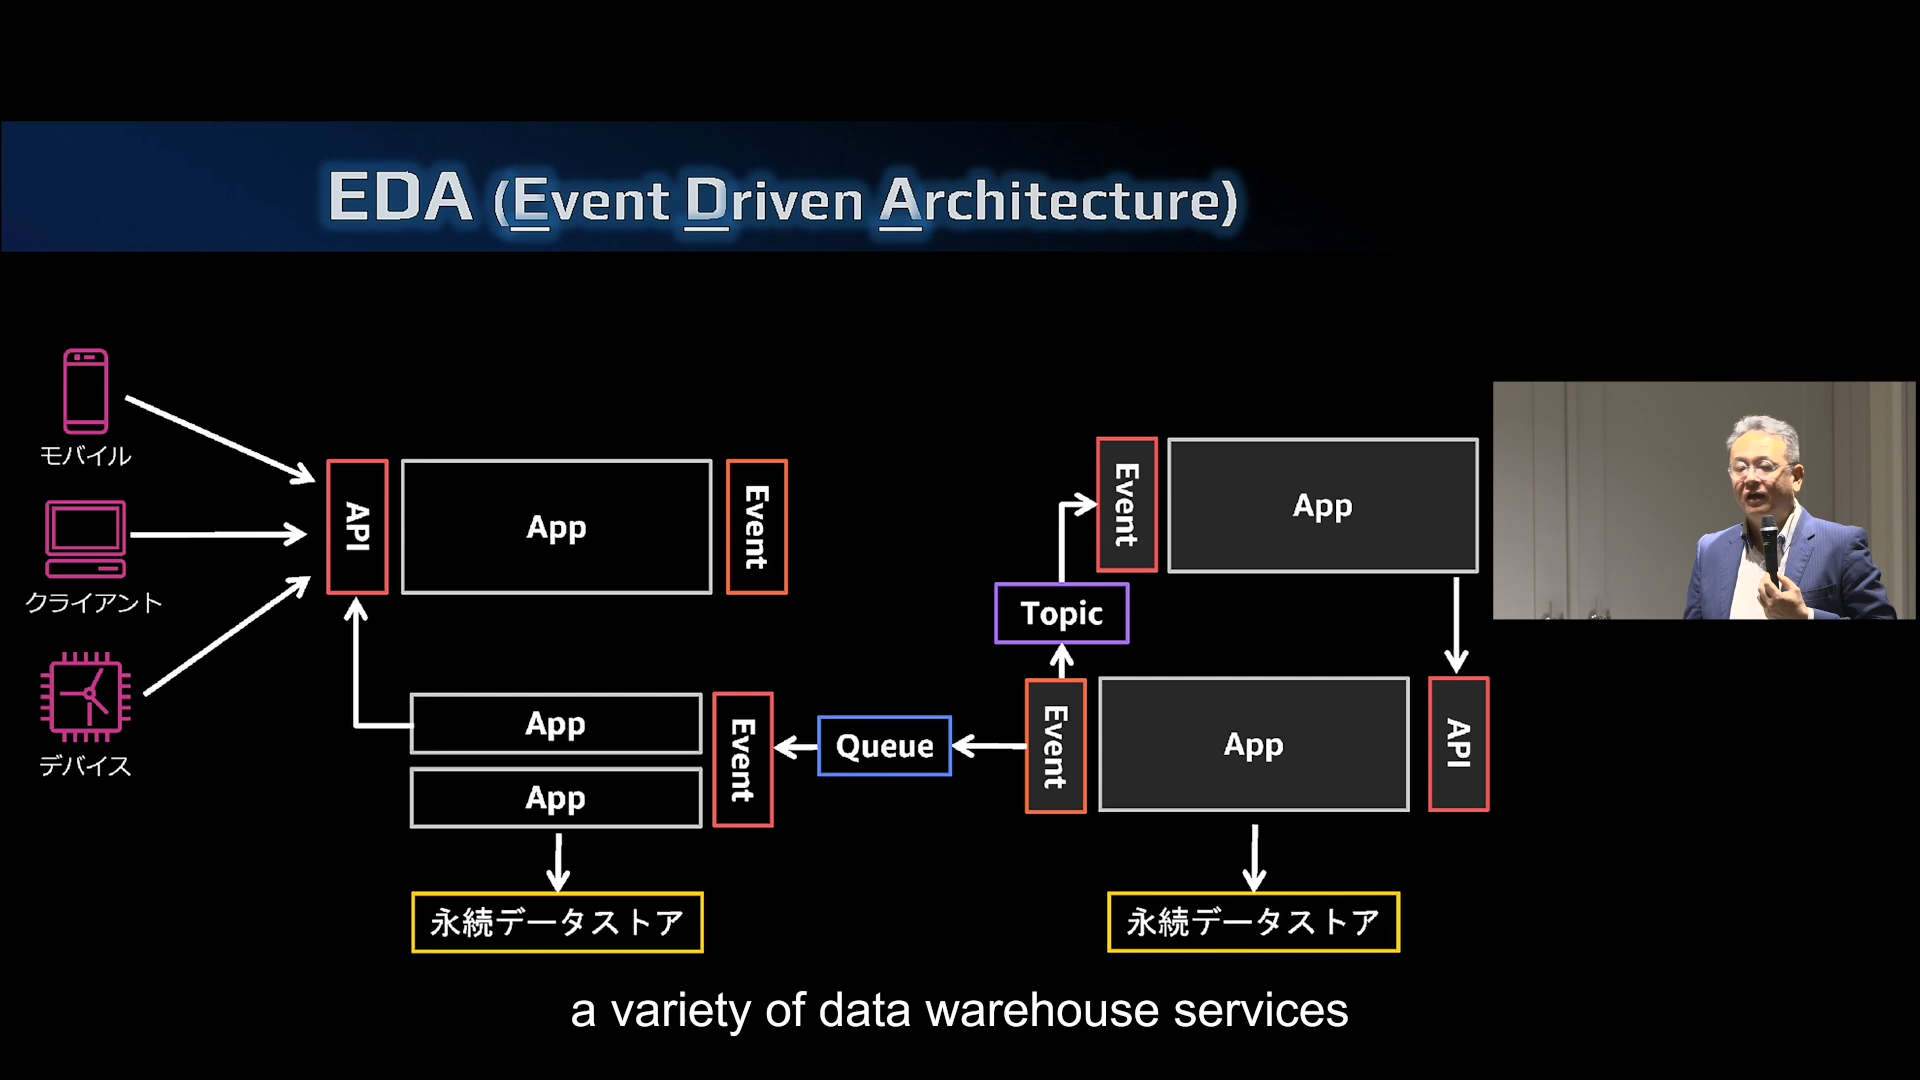 EDA (Event Driven Architecture)
モバイル
クライアント
デバイス
API
App
Event
App
App
Event
Queue
永続データストア
Event
App
Topic
Event
App
API
永続データストア
a variety of data warehouse services